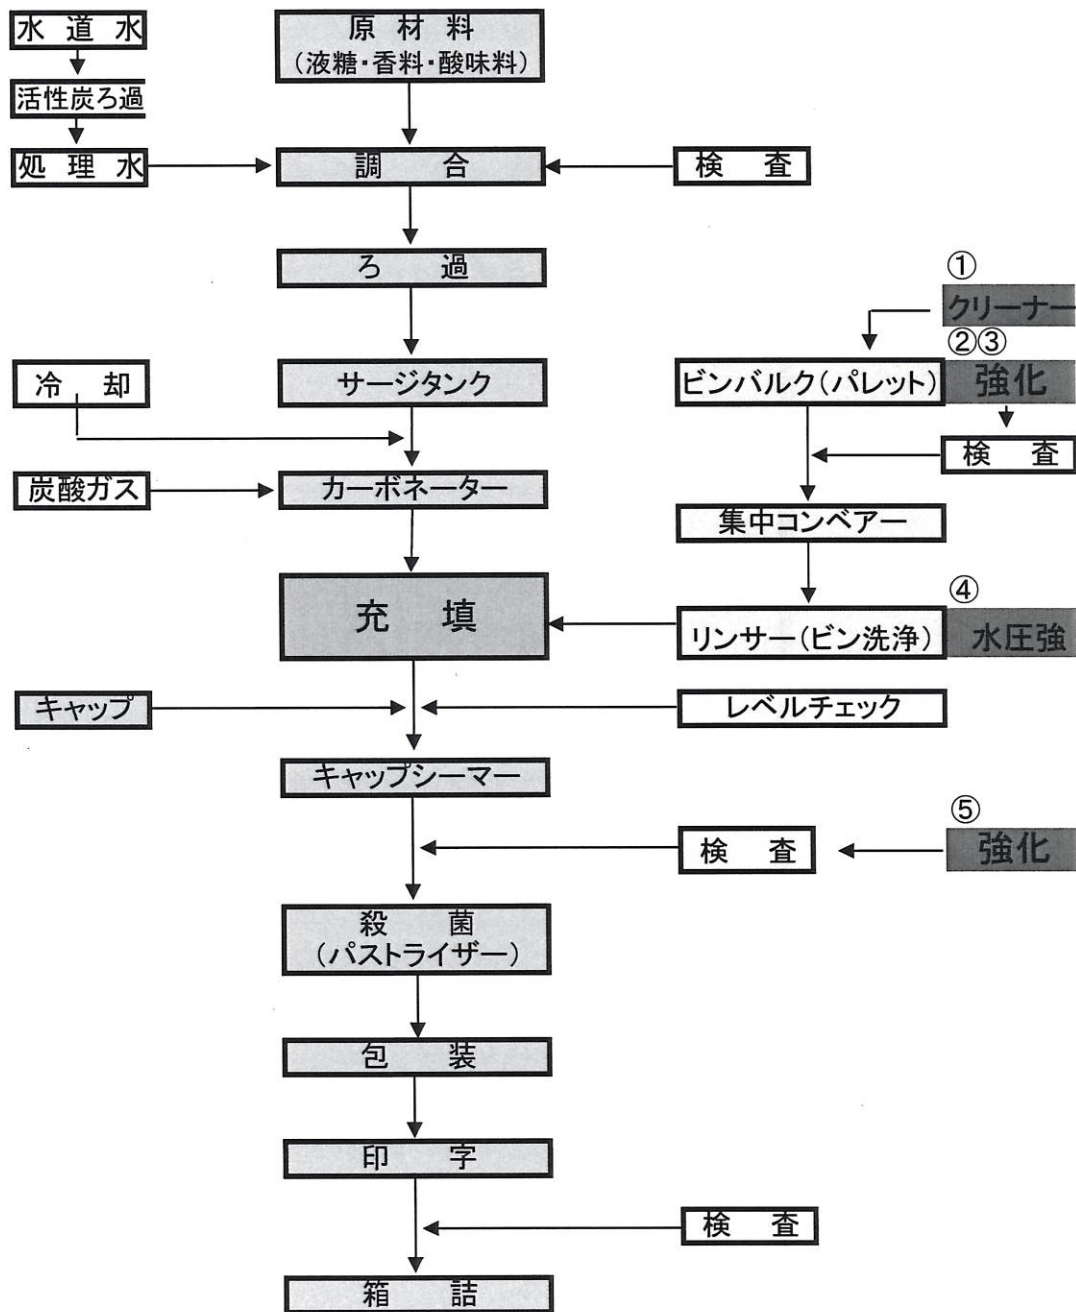 水道水
原材料
(液糖・香料・酸味料)
活性炭ろ過
処理水
調合
検査
ろ過
①
クリーナー
②③
冷却
サージタンク
ビンバルク(パレット)
強化
検査
炭酸ガス
カーボネーター
集中コンベアー
④
充填
リンサー(ビン洗浄)
水圧強
キャップ
レベルチェック
キャップシーマー
⑤
検査
強化
殺菌
(パストライザー)
包装
印字
検査
箱詰